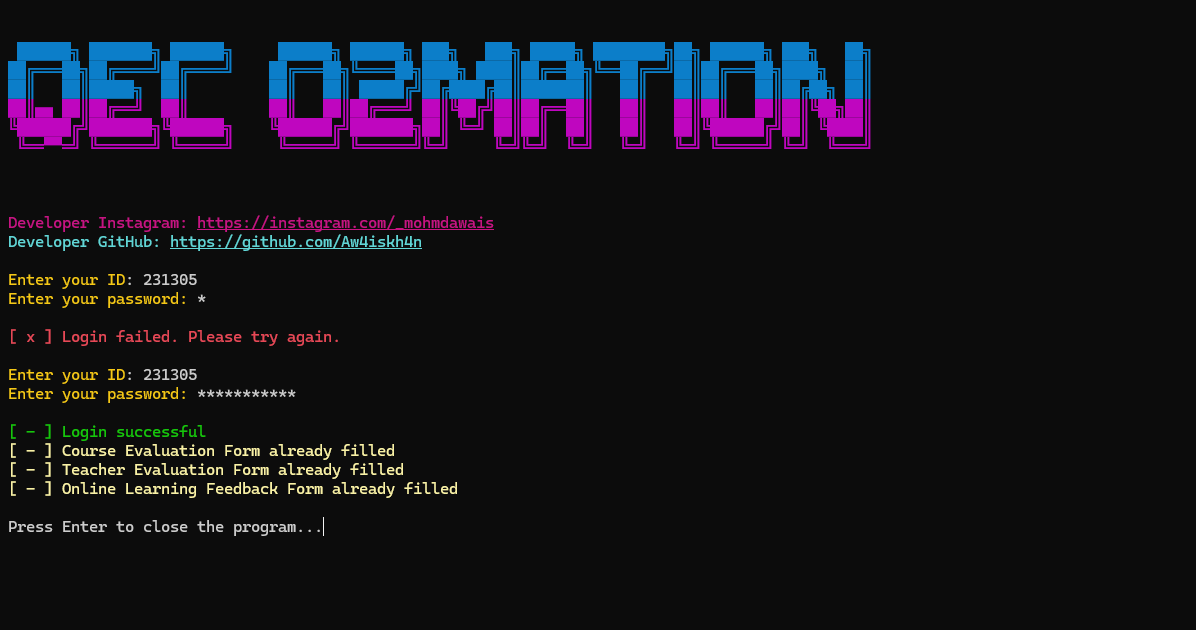 QEC O2MATION
Developer Instagram: https://instagram.com/_mohmdawais
Developer GitHub: https://github.com/Aw4iskh4n
Enter your ID: 231305
Enter your password: *
[ x ] Login failed. Please try again.
Enter your ID: 231305
Enter your password: ***********
[ - ] Login successful
[ - ] Course Evaluation Form already filled
[ - ] Teacher Evaluation Form already filled
[ - ] Online Learning Feedback Form already filled
Press Enter to close the program...